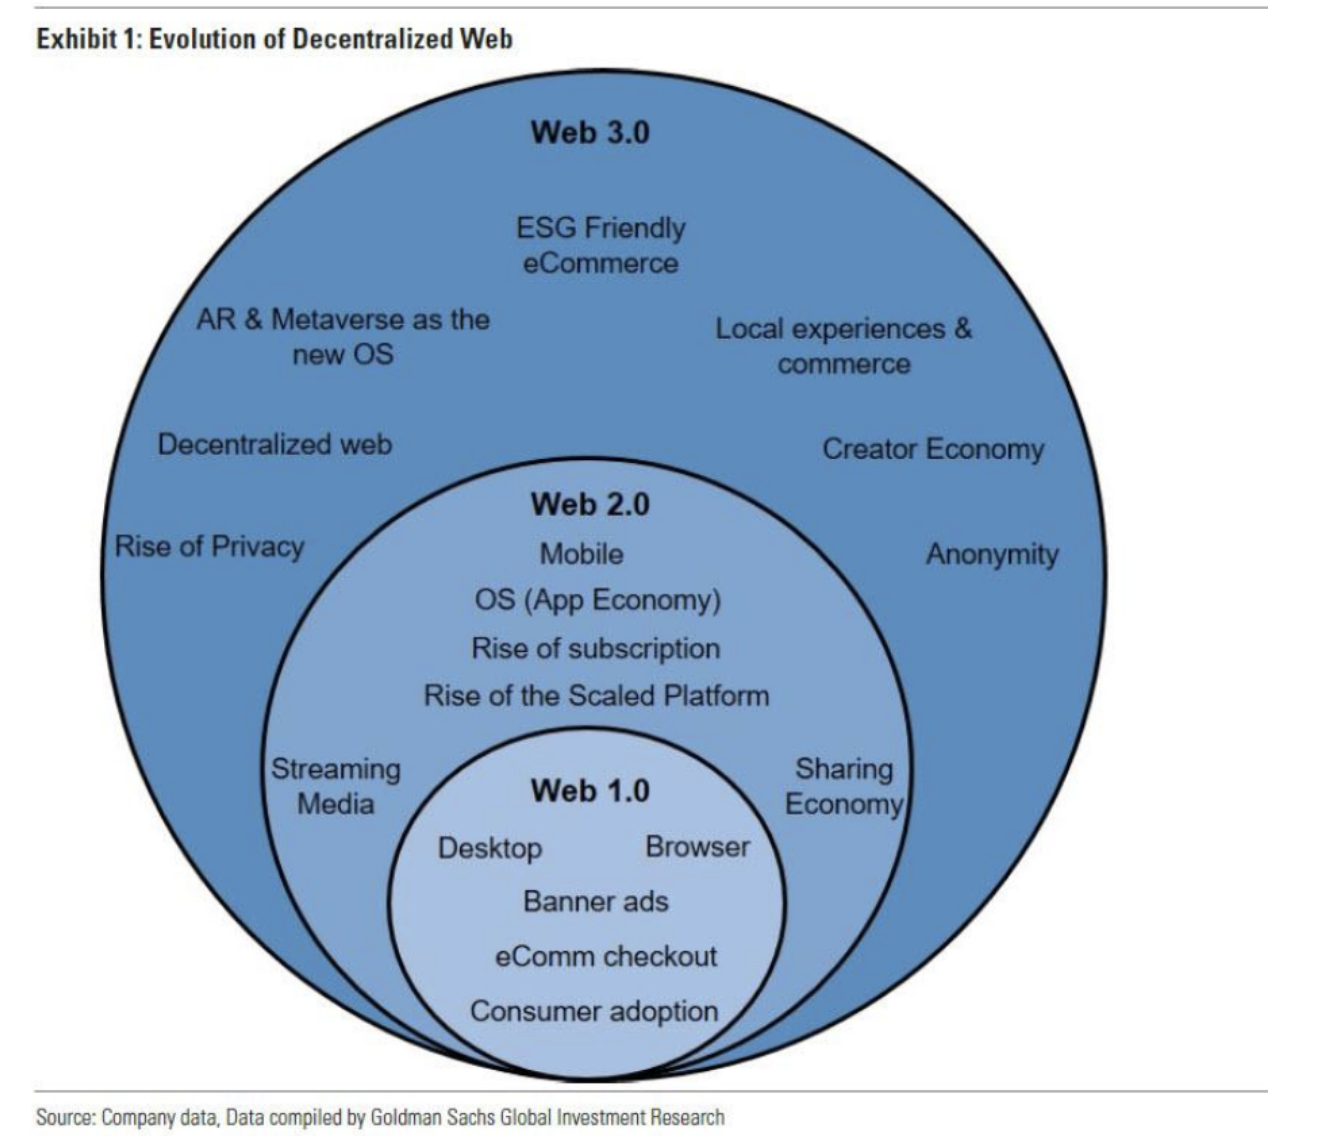 Exhibit 1: Evolution of Decentralized Web
Web 3.0
ESG Friendly
eCommerce
AR & Metaverse as the
new OS
Local experiences &
commerce
Decentralized web
Creator Economy
Rise of Privacy
Anonymity
Web 2.0
Mobile
OS (App Economy)
Rise of subscription
Rise of the Scaled Platform
Streaming
Media
Sharing
Economy
Web 1.0
Desktop
Browser
Banner ads
eComm checkout
Consumer adoption
Source: Company data, Data compiled by Goldman Sachs Global Investment Research